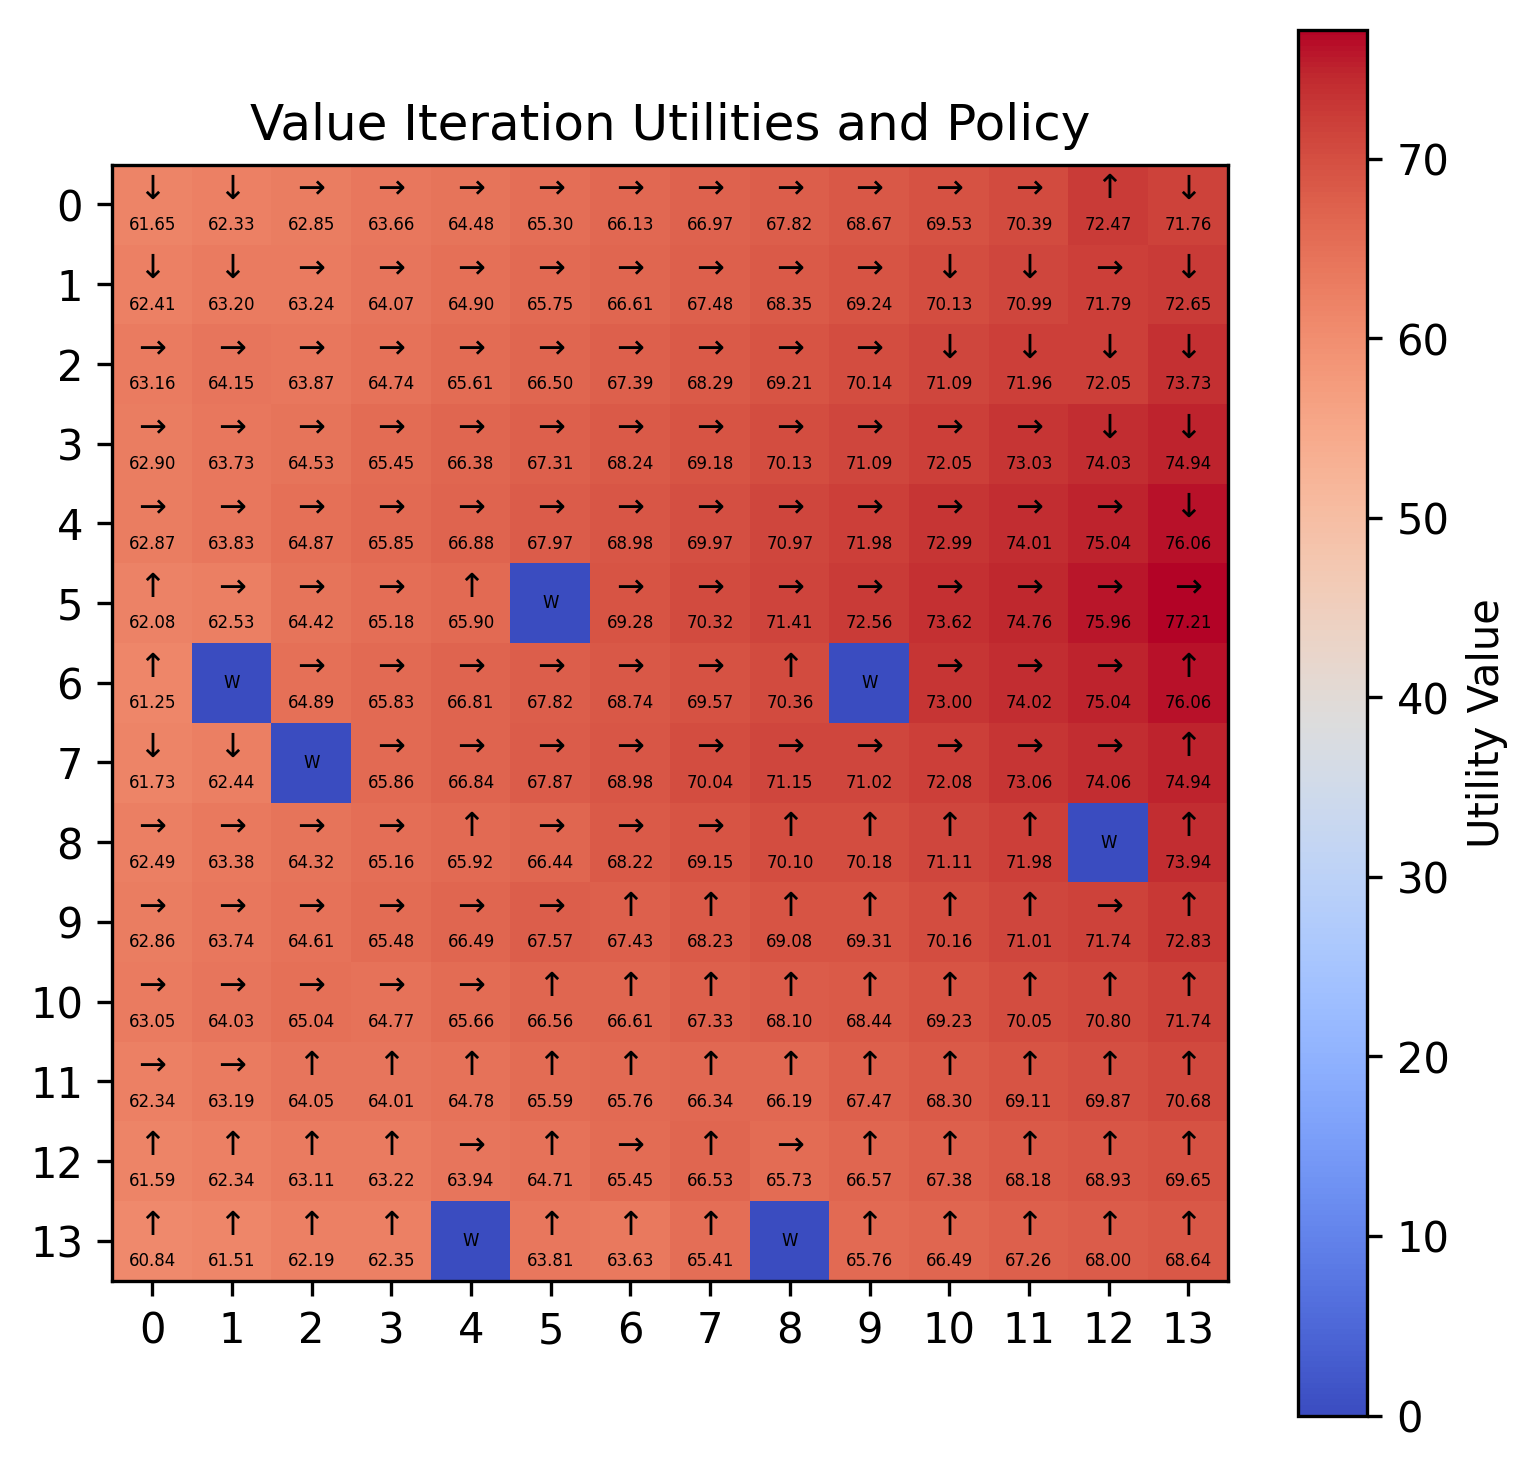 Value Iteration Utilities and Policy
0 ↓ ↓ → → → → → → → → → → ↑ ↓
61.65 62.33 62.85 63.66 64.48 65.30 66.13 66.97 67.82 68.67 69.53 70.39 72.47 71.76
1 ↓ ↓ → → → → → → → → ↓ ↓ → ↓
62.41 63.20 63.24 64.07 64.90 65.75 66.61 67.48 68.35 69.24 70.13 70.99 71.79 72.65
2 → → → → → → → → → → ↓ ↓ ↓ ↓
63.16 64.15 63.87 64.74 65.61 66.50 67.39 68.29 69.21 70.14 71.09 71.96 72.05 73.73
3 → → → → → → → → → → → → ↓ ↓
62.90 63.73 64.53 65.45 66.38 67.31 68.24 69.18 70.13 71.09 72.05 73.03 74.03 74.94
4 → → → → → → → → → → → → → ↓
62.87 63.83 64.87 65.85 66.88 67.97 68.98 69.97 70.97 71.98 72.99 74.01 75.04 76.06
5 ↑ → → → ↑ W → → → → → → → →
62.08 62.53 64.42 65.18 65.90 69.28 70.32 71.41 72.56 73.62 74.76 75.96 77.21
6 ↑ W → → → → → → ↑ W → → → ↑
61.25 64.89 65.83 66.81 67.82 68.74 69.57 70.36 73.00 74.02 75.04 76.06
7 ↓ ↓ W → → → → → → → → → → ↑
61.73 62.44 65.86 66.84 67.87 68.98 70.04 71.15 71.02 72.08 73.06 74.06 74.94
8 → → → → ↑ → → → ↑ ↑ ↑ ↑ W ↑
62.49 63.38 64.32 65.16 65.92 66.44 68.22 69.15 70.10 70.18 71.11 71.98 73.94
9 → → → → → → ↑ ↑ ↑ ↑ ↑ ↑ → ↑
62.86 63.74 64.61 65.48 66.49 67.57 67.43 68.23 69.08 69.31 70.16 71.01 71.74 72.83
10 → → → → → ↑ ↑ ↑ ↑ ↑ ↑ ↑ ↑ ↑
63.05 64.03 65.04 64.77 65.66 66.56 66.61 67.33 68.10 68.44 69.23 70.05 70.80 71.74
11 → → ↑ ↑ ↑ ↑ ↑ ↑ ↑ ↑ ↑ ↑ ↑ ↑
62.34 63.19 64.05 64.01 64.78 65.59 65.76 66.34 66.19 67.47 68.30 69.11 69.87 70.68
12 ↑ ↑ ↑ ↑ → ↑ → ↑ → ↑ ↑ ↑ ↑ ↑
61.59 62.34 63.11 63.22 63.94 64.71 65.45 66.53 65.73 66.57 67.38 68.18 68.93 69.65
13 ↑ ↑ ↑ ↑ W ↑ ↑ ↑ W ↑ ↑ ↑ ↑ ↑
60.84 61.51 62.19 62.35 63.81 63.63 65.41 65.76 66.49 67.26 68.00 68.64
0 1 2 3 4 5 6 7 8 9 10 11 12 13
70
60
50
40
30
20
10
0
Utility Value